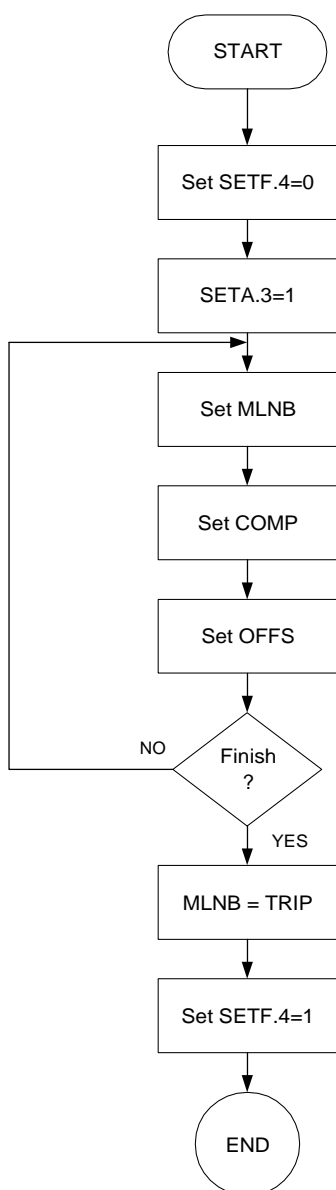 START
Set SETF.4=0
SETA.3=1
Set MLNB
Set COMP
Set OFFS
Finish
?
NO
YES
MLNB = TRIP
Set SETF.4=1
END